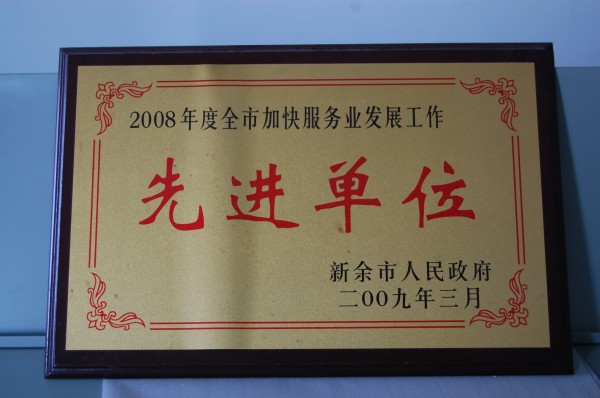 2008年度全市加快服务业发展工作
先进单位
新余市人民政府
二00九年三月